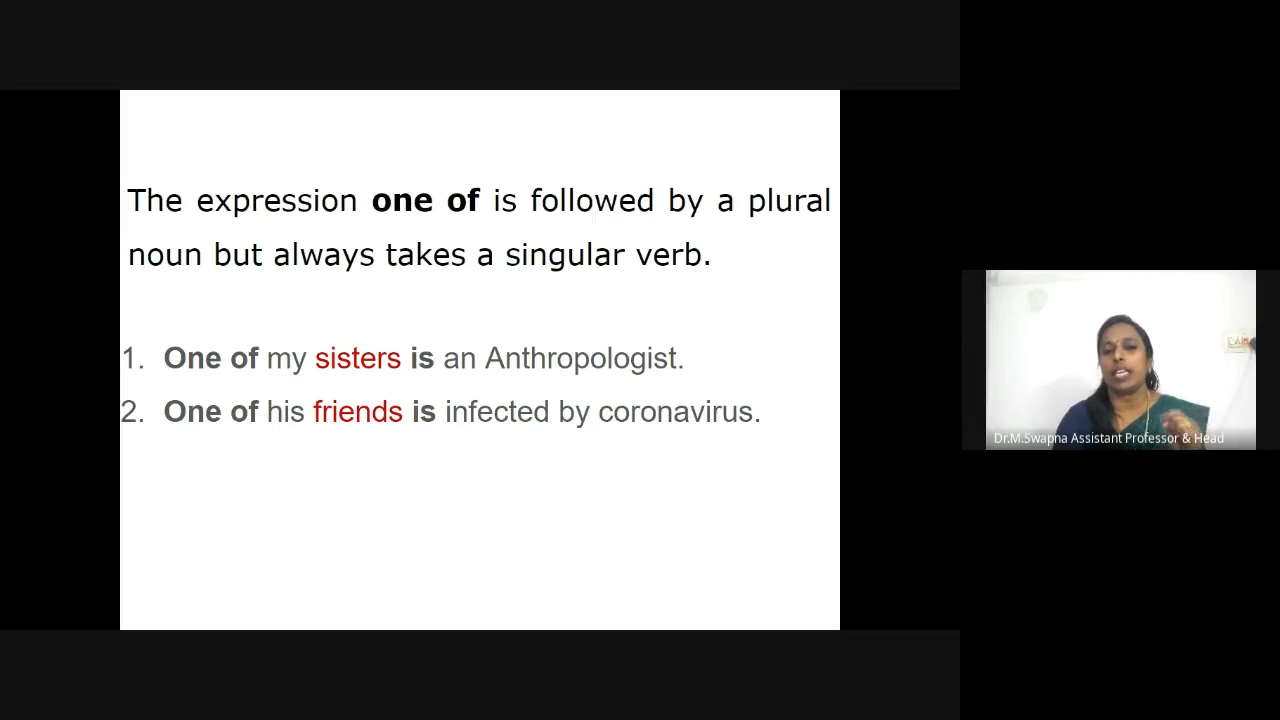 The expression one of is followed by a plural
noun but always takes a singular verb.
1. One of my sisters is an Anthropologist.
2. One of his friends is infected by coronavirus.
Dr.M.Swapna Assistant Professor & Head